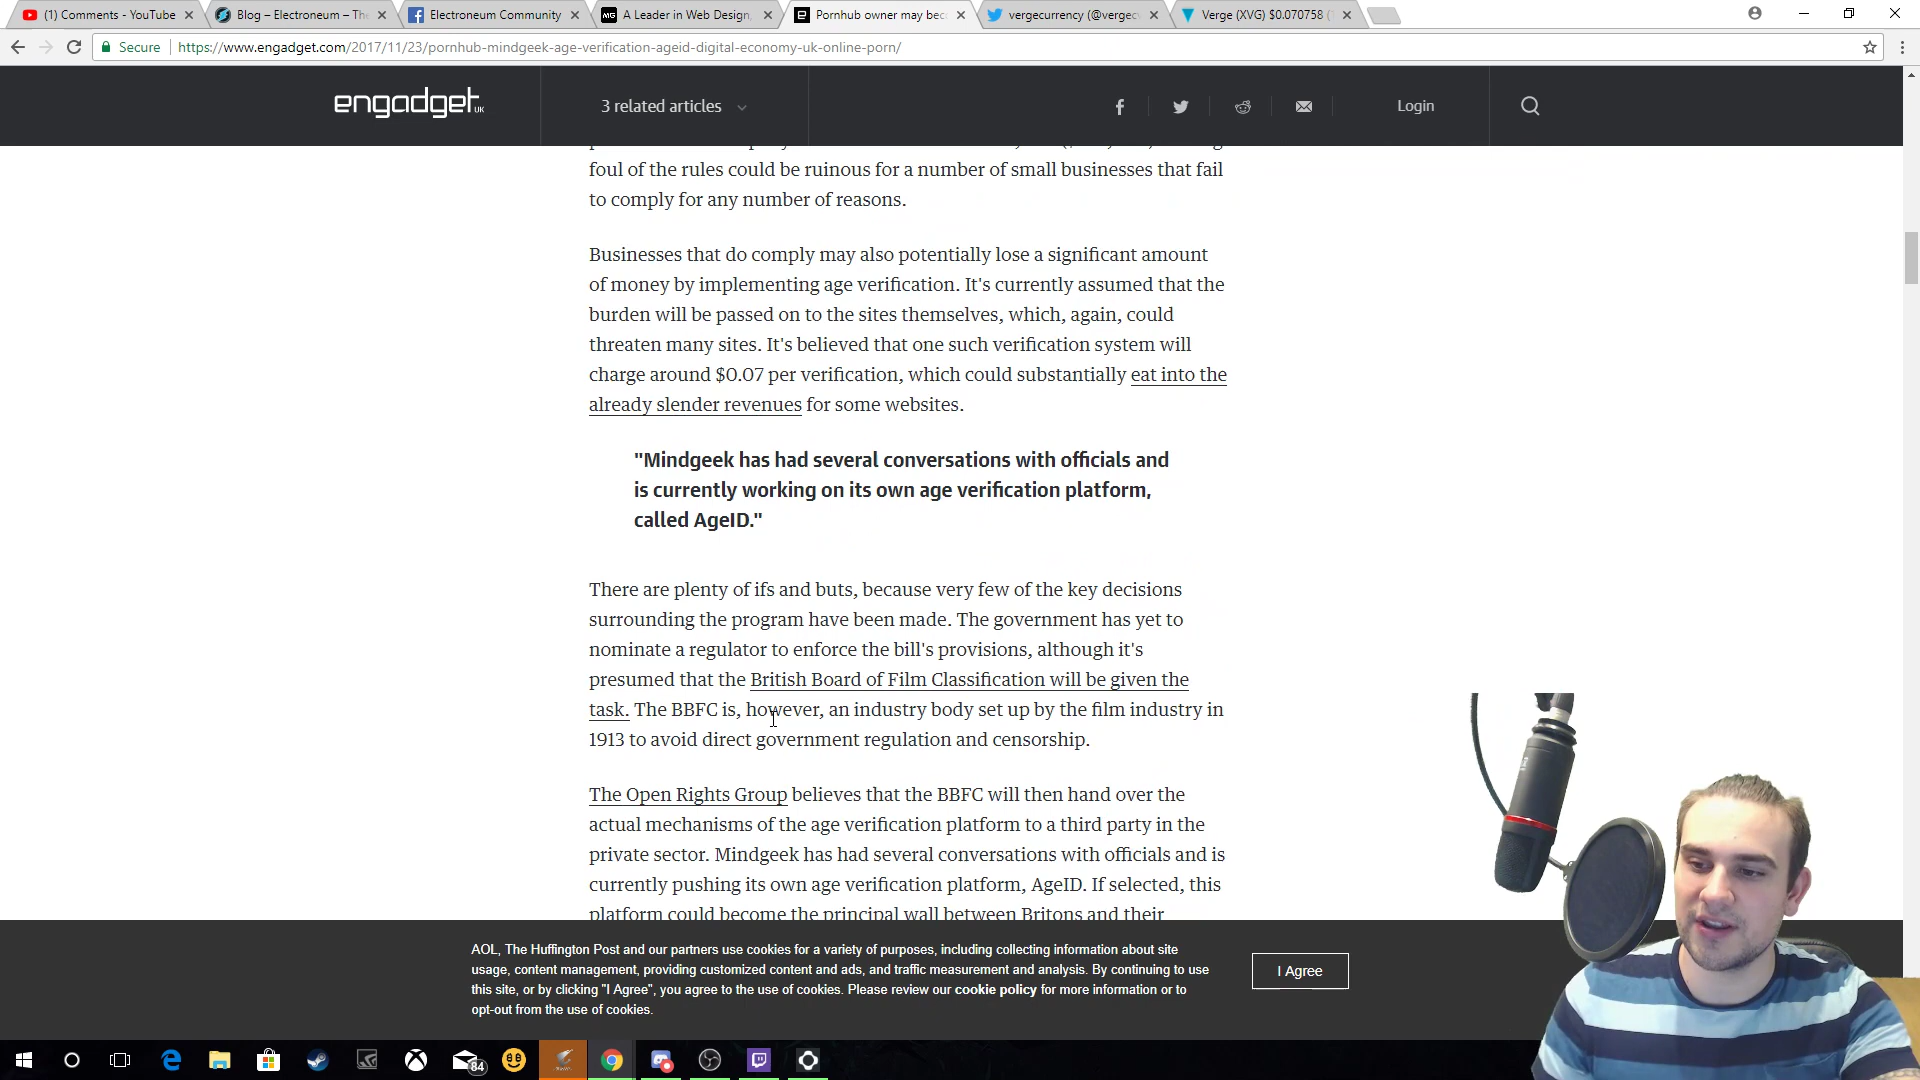 (1) Comments - YouTube
Blog – Electroneum – The
Electroneum Community
A Leader in Web Design,
Pornhub owner may bec
vergecurrency (@vergec
Verge (XVG) $0.070758 (
Secure https://www.engadget.com/2017/11/23/pornhub-mindgeek-age-verification-ageid-digital-economy-uk-online-porn/
engadget UK
3 related articles
Login
foul of the rules could be ruinous for a number of small businesses that fail
to comply for any number of reasons.
Businesses that do comply may also potentially lose a significant amount
of money by implementing age verification. It's currently assumed that the
burden will be passed on to the sites themselves, which, again, could
threaten many sites. It's believed that one such verification system will
charge around $0.07 per verification, which could substantially eat into the
already slender revenues for some websites.
"Mindgeek has had several conversations with officials and
is currently working on its own age verification platform,
called AgeID."
There are plenty of ifs and buts, because very few of the key decisions
surrounding the program have been made. The government has yet to
nominate a regulator to enforce the bill's provisions, although it's
presumed that the British Board of Film Classification will be given the
task. The BBFC is, however, an industry body set up by the film industry in
1913 to avoid direct government regulation and censorship.
The Open Rights Group believes that the BBFC will then hand over the
actual mechanisms of the age verification platform to a third party in the
private sector. Mindgeek has had several conversations with officials and is
currently pushing its own age verification platform, AgeID. If selected, this
platform could become the principal wall between Britons and their
AOL, The Huffington Post and our partners use cookies for a variety of purposes, including collecting information about site
usage, content management, providing customized content and ads, and traffic measurement and analysis. By continuing to use
this site, or by clicking "I Agree", you agree to the use of cookies. Please review our cookie policy for more information or to
opt-out from the use of cookies.
I Agree
84